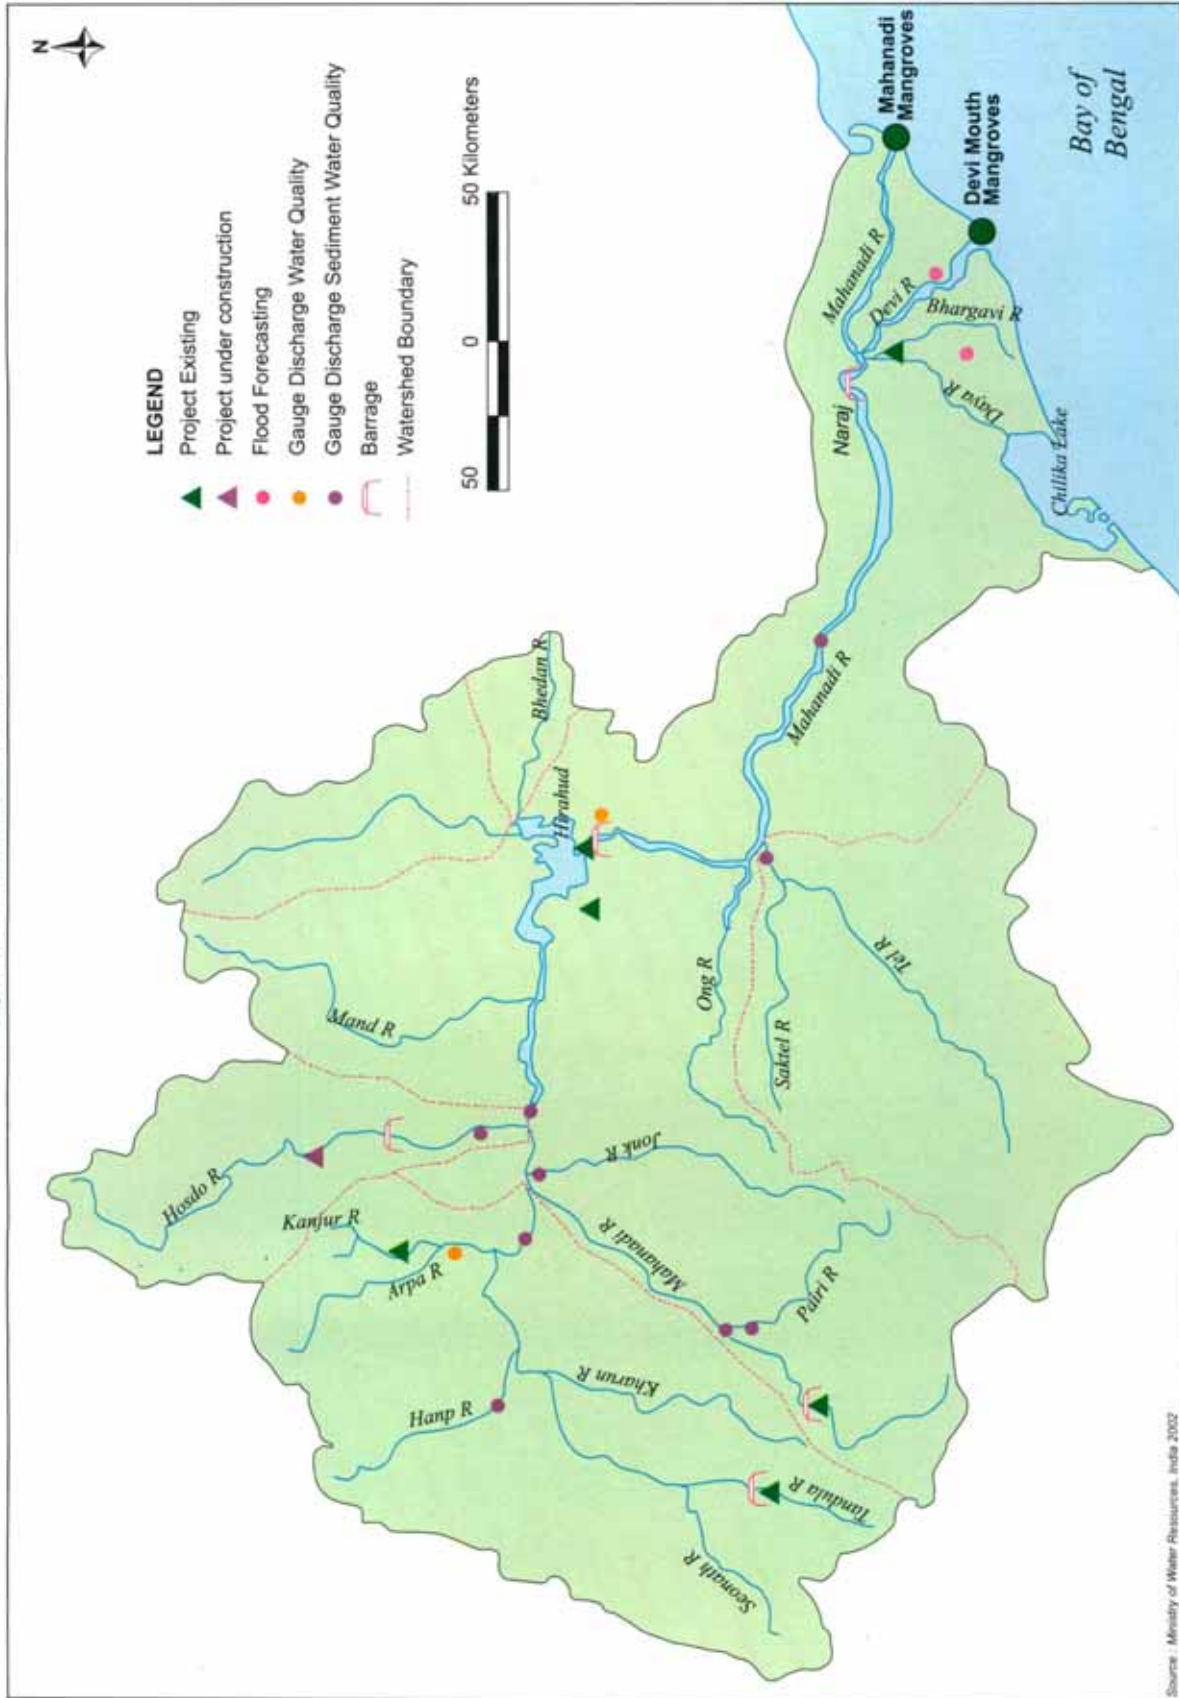 N
LEGEND
Project Existing
Project under construction
Flood Forecasting
Gauge Discharge Water Quality
Gauge Discharge Sediment Water Quality
Barrage
Watershed Boundary
50
0
50 Kilometers
Hosdo R
Kanjur R
Arpa R
Hanp R
Mand R
Bhedan R
Hirahud
Seonath R
Tandula R
Kharun R
Mahanadi R
Pairi R
Jonk R
Ong R
Saktel R
Tel R
Mahanadi R
Naraj
Mahanadi R
Devi R
Bhargavi R
Daya R
Chilika Lake
Mahanadi
Mangroves
Devi Mouth
Mangroves
Bay of
Bengal
Source : Ministry of Water Resources, India 2002